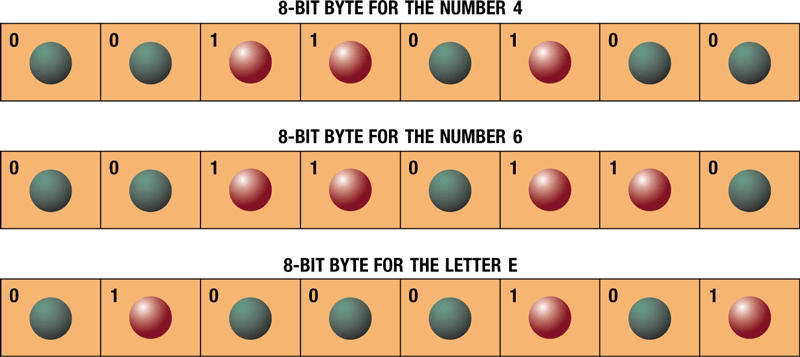 8-BIT BYTE FOR THE NUMBER 4
0 0 1 1 0 1 0 0
8-BIT BYTE FOR THE NUMBER 6
0 0 1 1 0 1 1 0
8-BIT BYTE FOR THE LETTER E
0 1 0 0 0 1 0 1